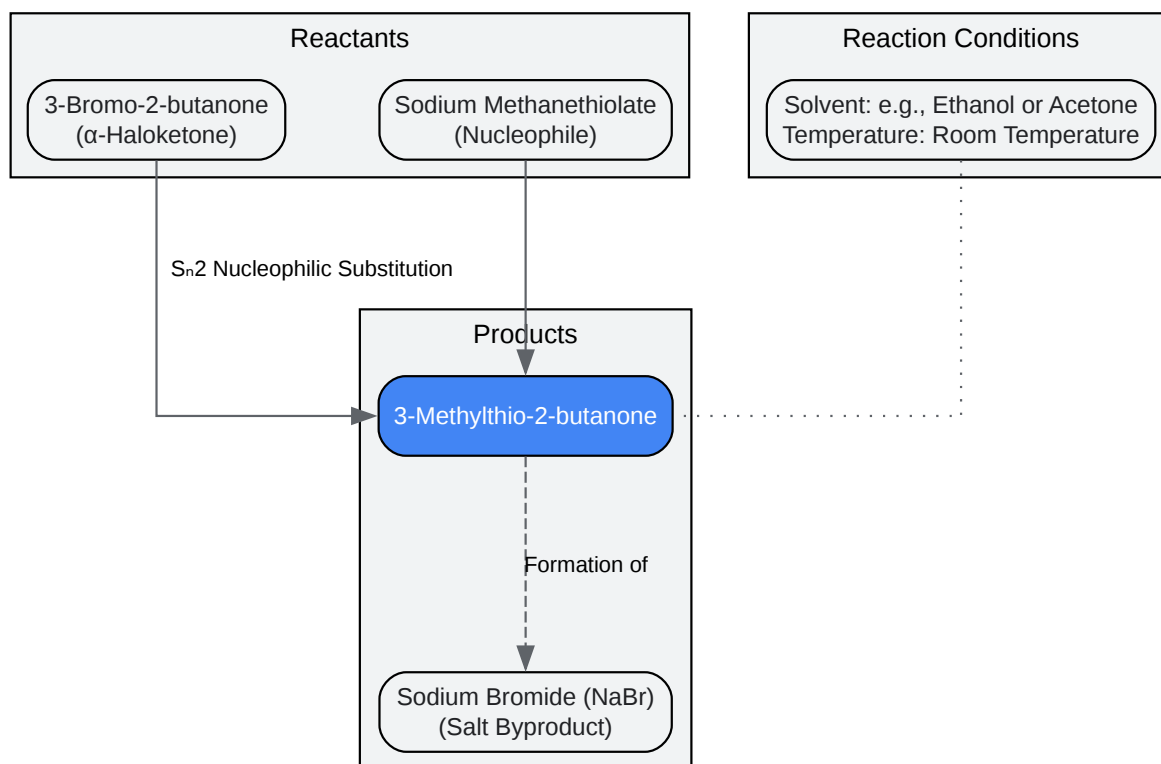 Reactants
3-Bromo-2-butanone
(α-Haloketone)
Sodium Methanethiolate
(Nucleophile)
Reaction Conditions
Solvent: e.g., Ethanol or Acetone
Temperature: Room Temperature
Sₙ2 Nucleophilic Substitution
Products
3-Methylthio-2-butanone
Formation of
Sodium Bromide (NaBr)
(Salt Byproduct)